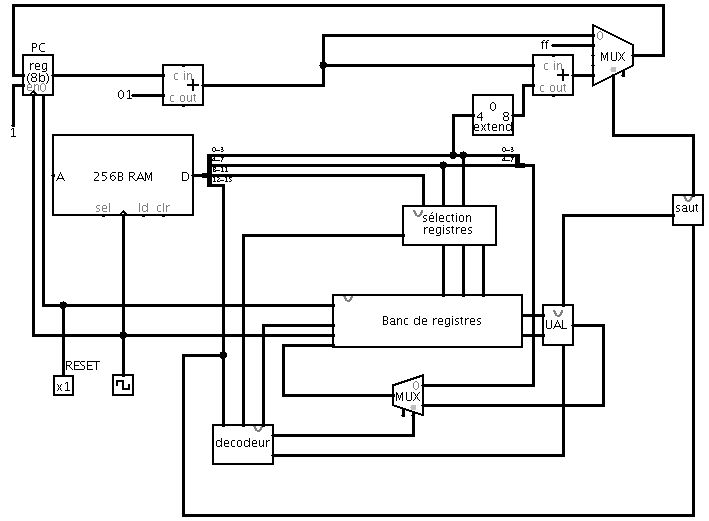 PC
reg
(8b)
en0
1
c in
+
01
c out
ff
0
MUX
c in
+
c out
0
4 8
extend
A 256B RAM D
sel ld clr
0-3
4-7
8-11
12-15
0-3
4-7
sélection
registres
saut
Banc de registres
UAL
RESET
x1
0
MUX
decodeur